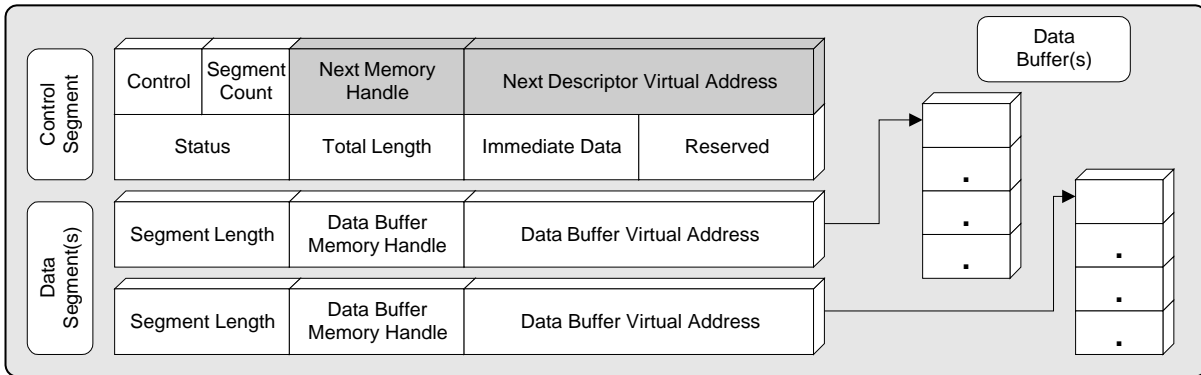 Data
Buffer(s)
Control
Segment
Control
Segment
Count
Next Memory
Handle
Next Descriptor Virtual Address
Status
Total Length
Immediate Data
Reserved
Data
Segment(s)
Segment Length
Data Buffer
Memory Handle
Data Buffer Virtual Address
Segment Length
Data Buffer
Memory Handle
Data Buffer Virtual Address